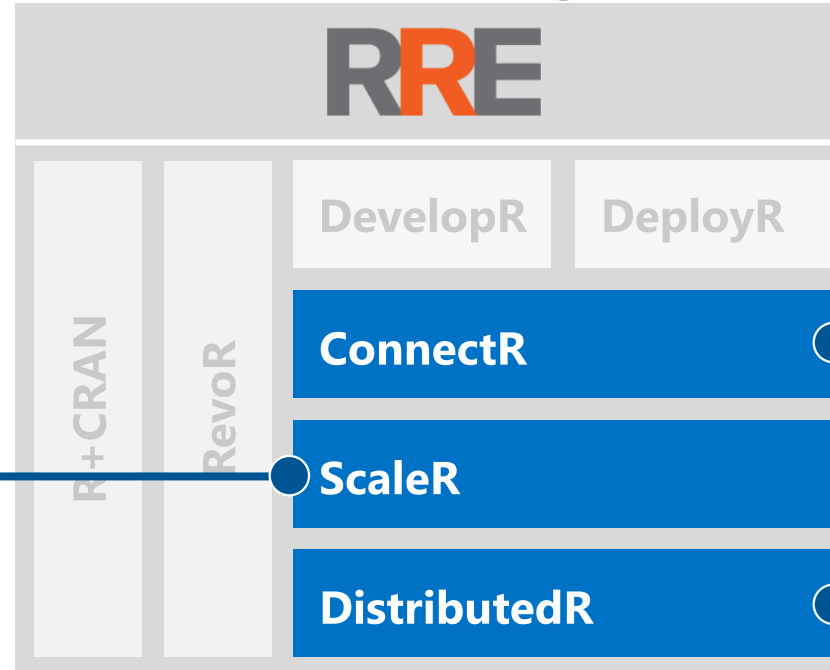 RRE
DevelopR
DeployR
R+CRAN
RevoR
ConnectR
ScaleR
DistributedR